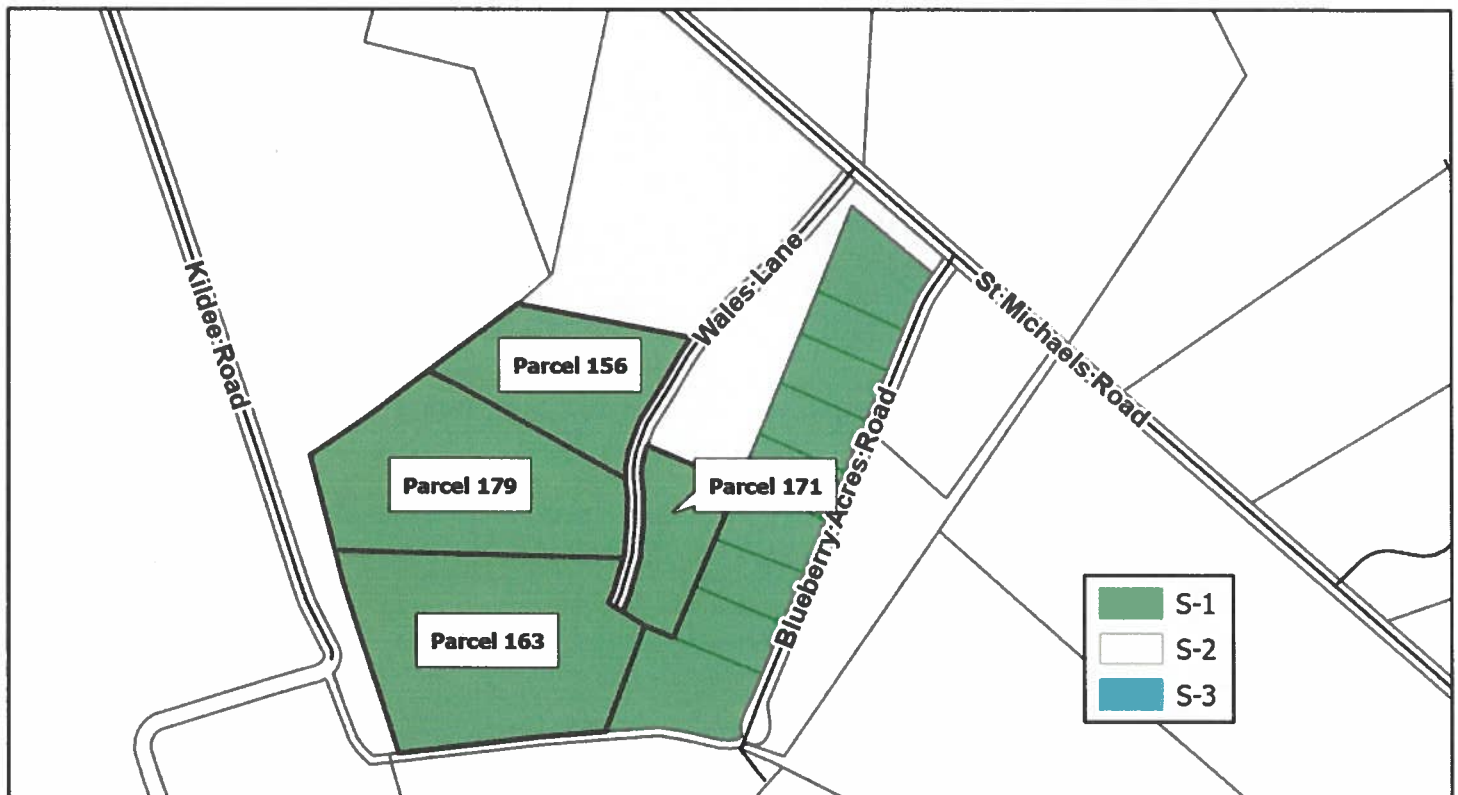 Kildee Road
Wales Lane
St Michaels Road
Parcel 156
Parcel 179
Parcel 171
Blueberry Acres Road
Parcel 163
S-1
S-2
S-3